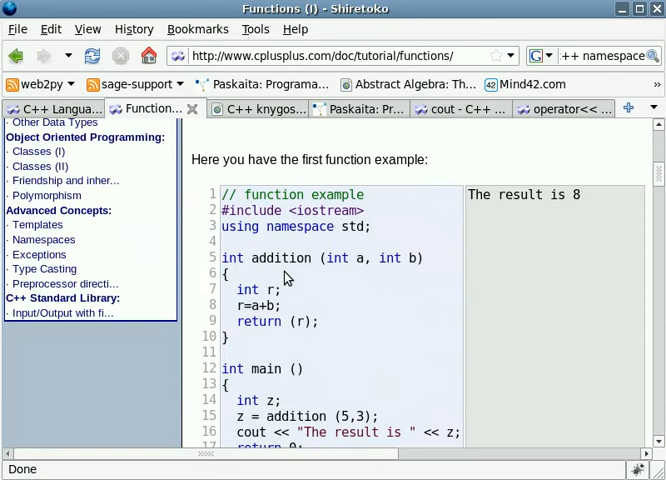 Functions (I) - Shiretoko
File Edit View History Bookmarks Tools Help
http://www.cplusplus.com/doc/tutorial/functions/ G ++ namespace
web2py sage-support Paskaita: Programa... Abstract Algebra: Th... 42 Mind42.com »
C++ Langua... Function... C++ knygos... Paskaita: Pr... cout - C++ ... operator<< ...
· Other Data Types
Object Oriented Programming:
· Classes (I)
· Classes (II)
· Friendship and inher...
· Polymorphism
Advanced Concepts:
· Templates
· Namespaces
· Exceptions
· Type Casting
· Preprocessor directi...
C++ Standard Library:
· Input/Output with fi...
Here you have the first function example:
1 // function example
2 #include <iostream>
3 using namespace std;
4
5 int addition (int a, int b)
6 {
7 int r;
8 r=a+b;
9 return (r);
10 }
11
12 int main ()
13 {
14 int z;
15 z = addition (5,3);
16 cout << "The result is " << z;
17 return 0;
The result is 8
Done